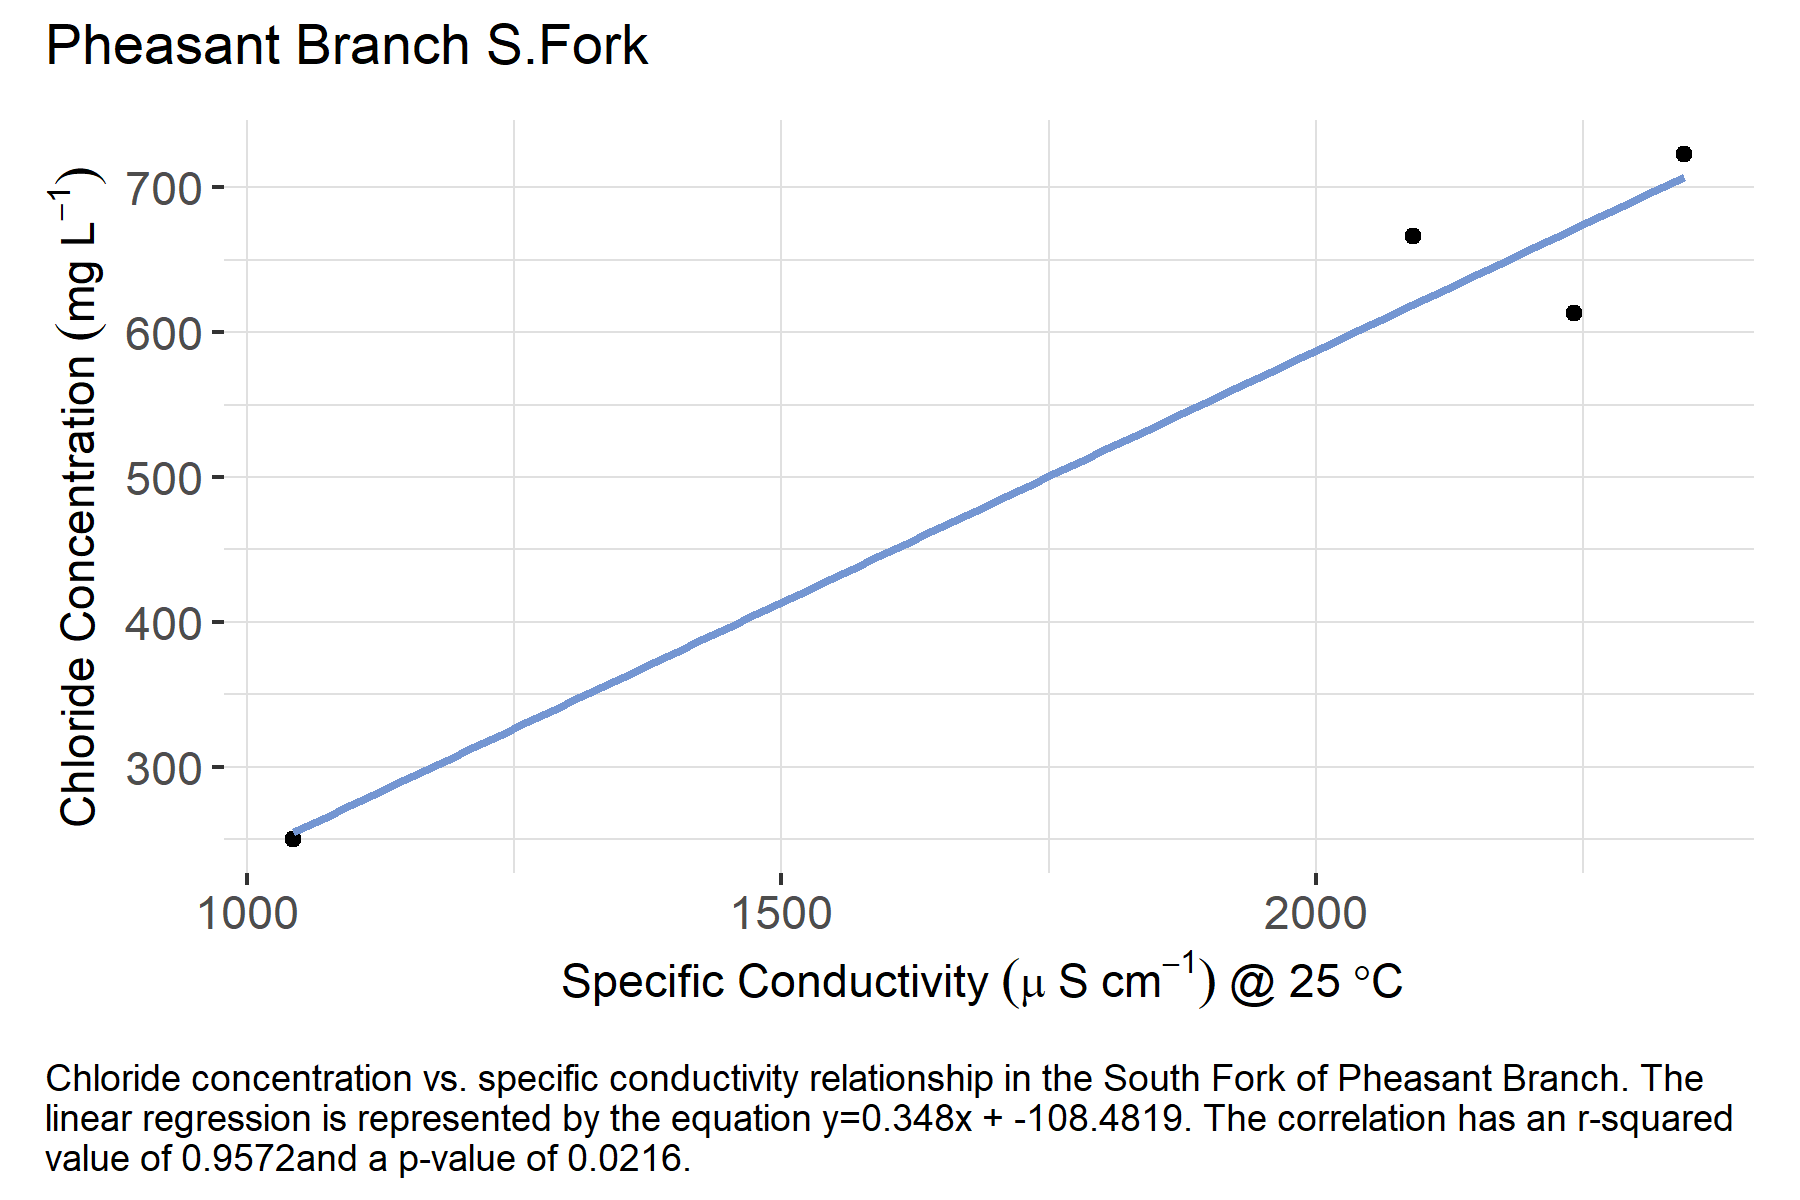 Pheasant Branch S.Fork
Chloride Concentration (mg L⁻¹)
700
600
500
400
300
1000 1500 2000
Specific Conductivity (μ S cm⁻¹) @ 25 °C
Chloride concentration vs. specific conductivity relationship in the South Fork of Pheasant Branch. The
linear regression is represented by the equation y=0.348x + -108.4819. The correlation has an r-squared
value of 0.9572and a p-value of 0.0216.